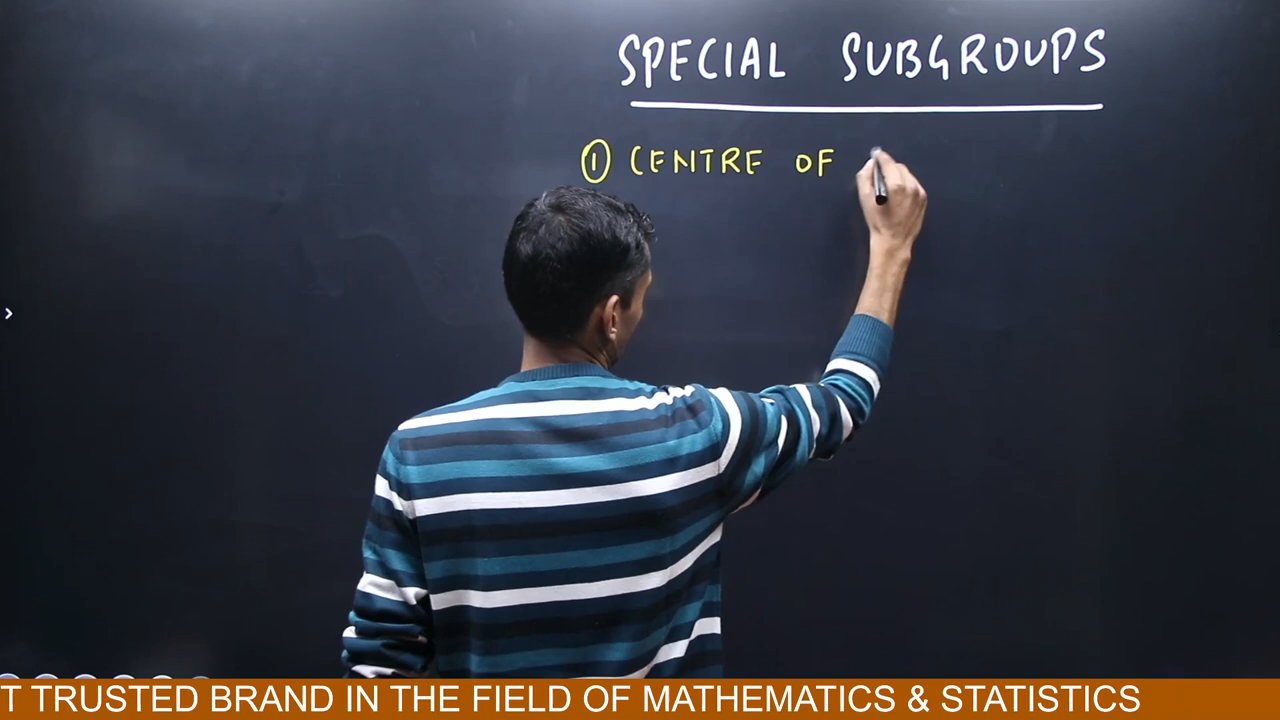 SPECIAL SUBGROUPS
① CENTRE OF
T TRUSTED BRAND IN THE FIELD OF MATHEMATICS & STATISTICS